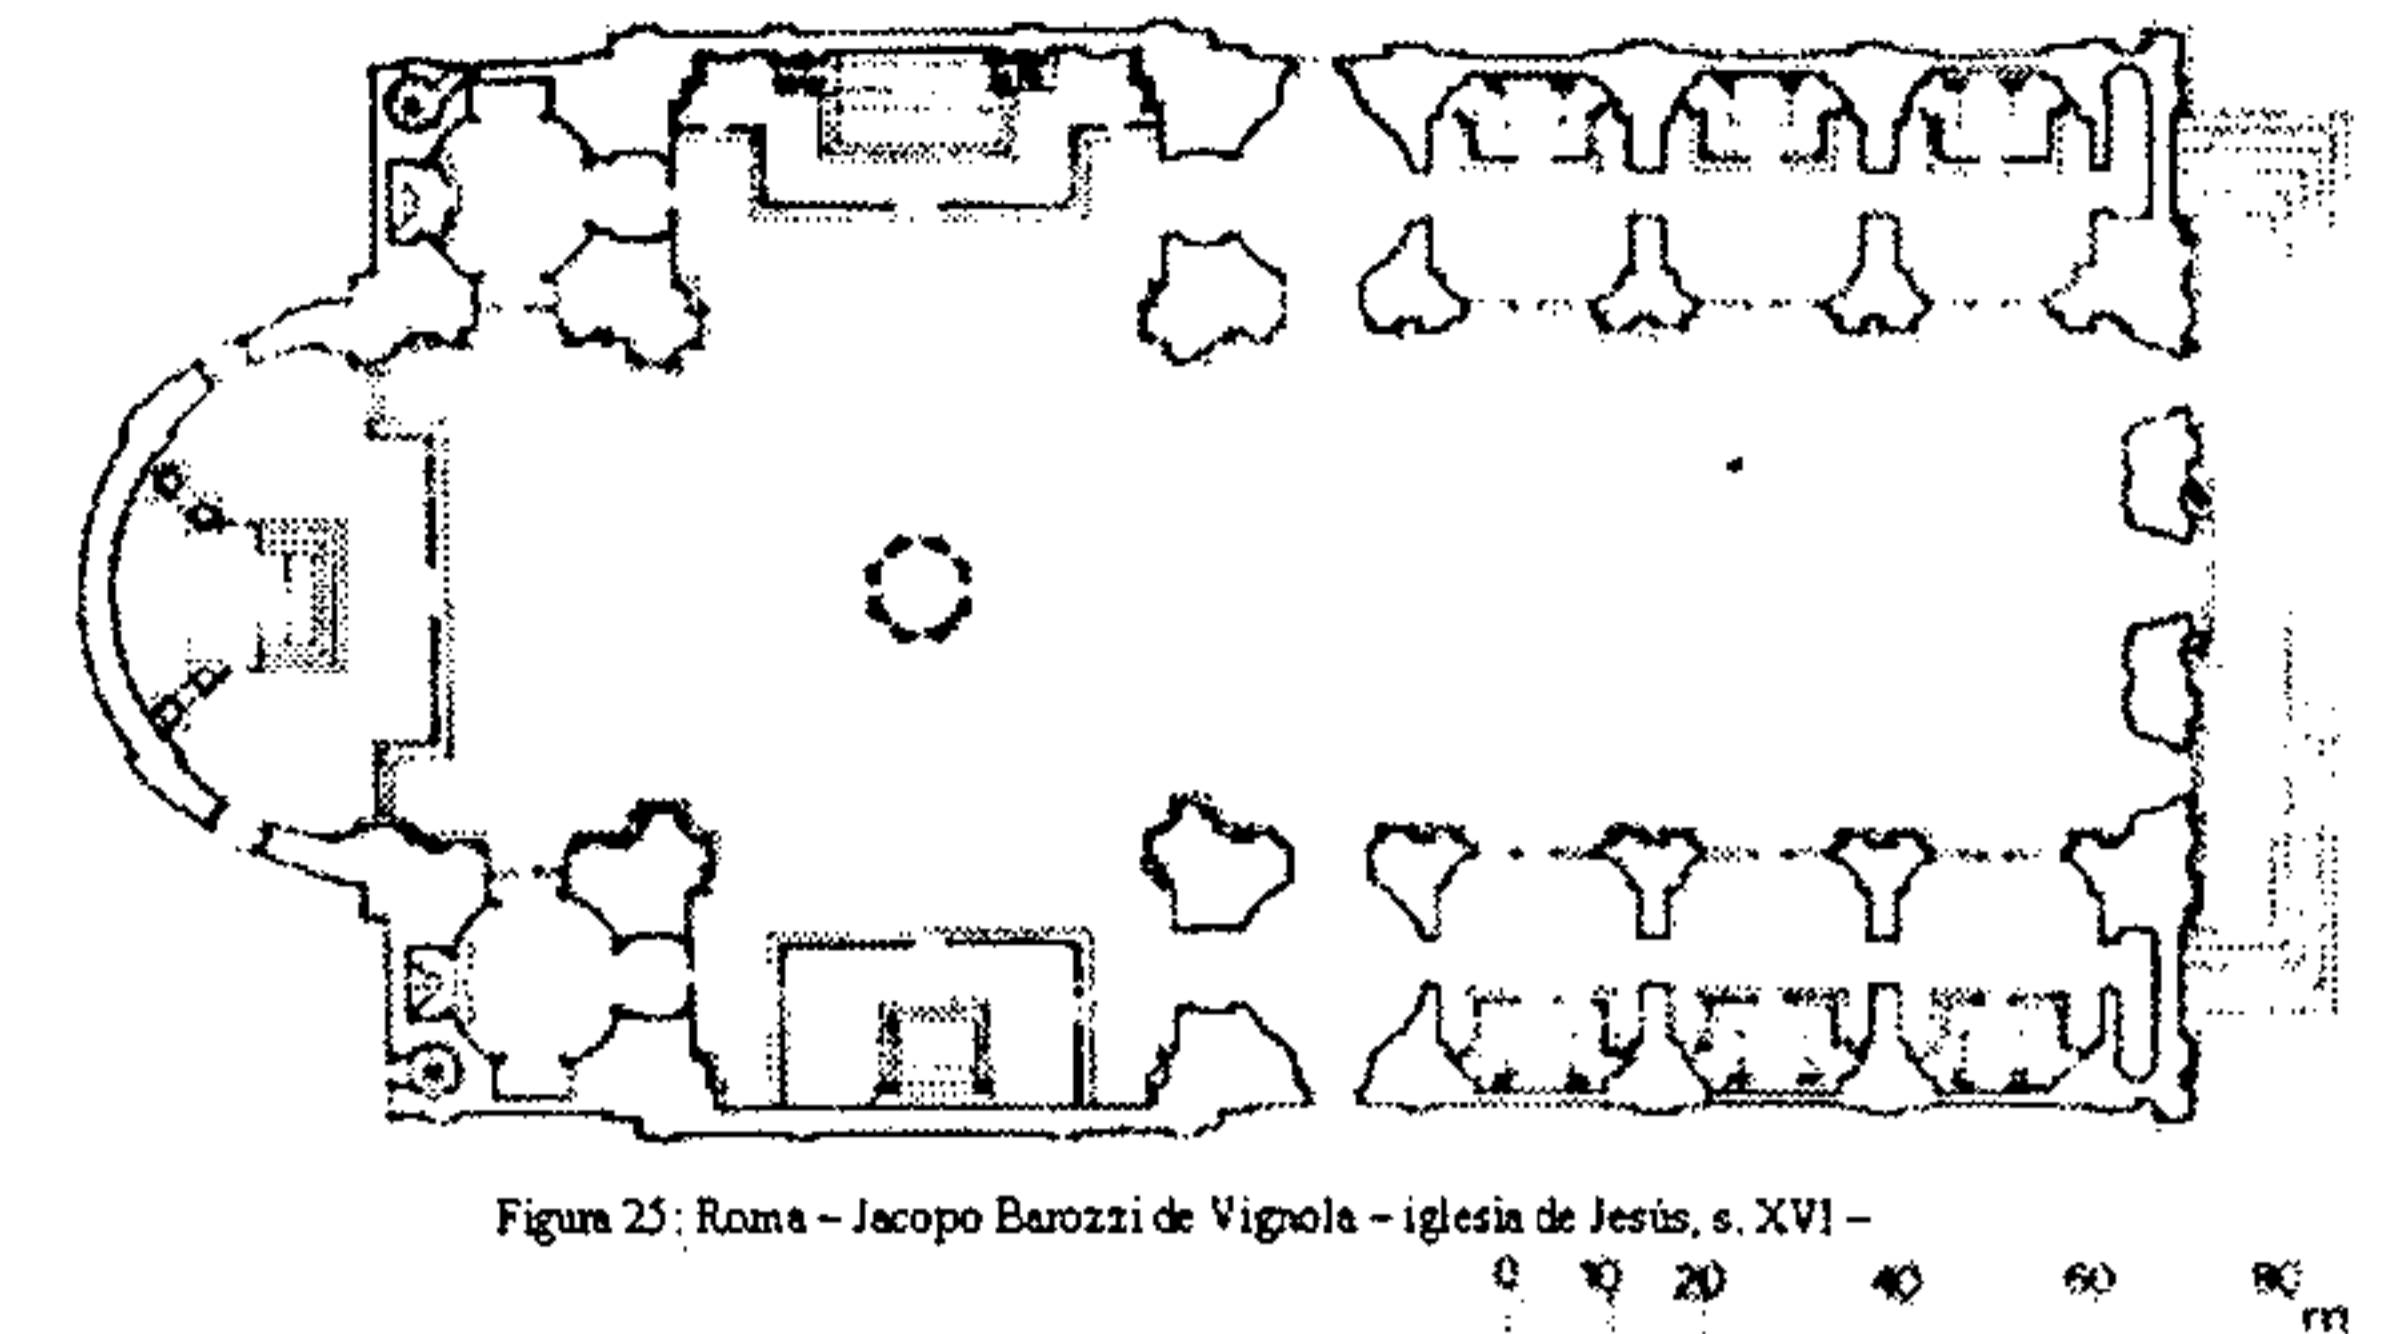 Figura 25: Roma – Jacopo Barozzi de Vignola – iglesia de Jesús, s. XVI –
0 10 20 40 60 80
m